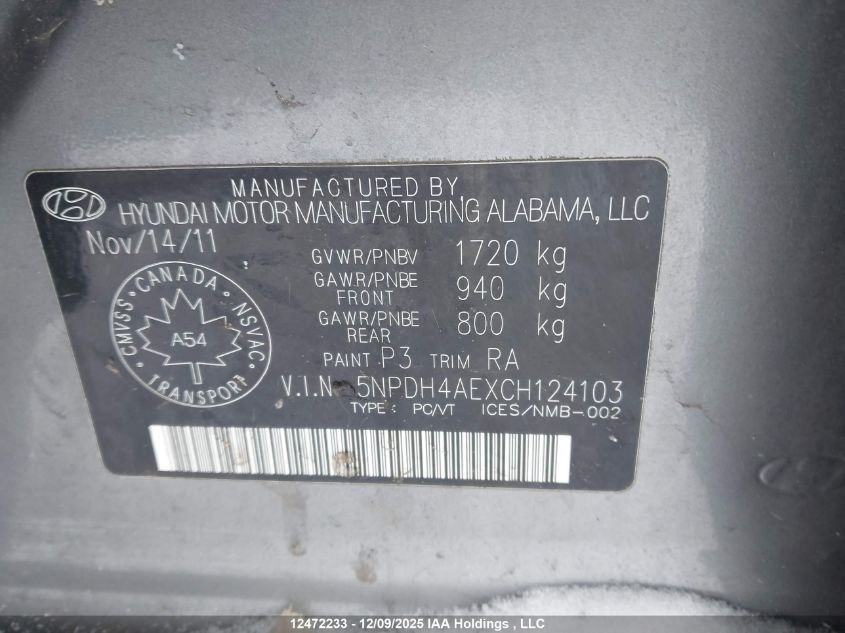 MANUFACTURED BY
HYUNDAI MOTOR MANUFACTURING ALABAMA, LLC
Nov/14/11
GVWR/PNBV 1720 kg
GAWR/PNBE FRONT 940 kg
GAWR/PNBE REAR 800 kg
PAINT P3 TRIM RA
V.I.N. 5NPDH4AEXCH124103
TYPE: PC/VT ICES/NMB-002
CANADA
CMVSS NSVAC
A54
TRANSPORT
12472233 - 12/09/2025 IAA Holdings , LLC